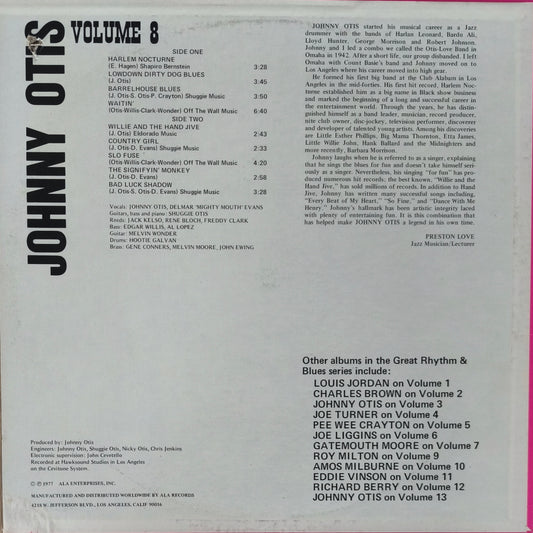 JOHNNY OTIS
VOLUME 8
SIDE ONE
HARLEM NOCTURNE
(E. Hagen) Shapiro Bernstein 3:28
LOWDOWN DIRTY DOG BLUES
(J. Otis) 3:45
BARRELHOUSE BLUES
(J. Otis-S. Otis-P. Crayton) Shuggie Music 3:50
WAITIN'
(Otis-Willis-Clark-Wonder) Off The Wall Music 6:40
SIDE TWO
WILLIE AND THE HAND JIVE
(J. Otis) Eldorado Music 2:43
COUNTRY GIRL
(J. Otis-D. Evans) Shuggie Music 2:33
SLO FUSE
(Otis-Willis-Clark-Wonder) Off The Wall Music 4:20
THE SIGNIFYIN' MONKEY
(J. Otis-D. Evans) 2:58
BAD LUCK SHADOW
(J. Otis-S. Otis-D. Evans) Shuggie Music 3:28
Vocals: JOHNNY OTIS, DELMAR 'MIGHTY MOUTH' EVANS
Guitars, bass and piano: SHUGGIE OTIS
Reeds: JACK KELSO, RENE BLOCH, FREDDY CLARK
Bass: EDGAR WILLIS, AL LOPEZ
Guitar: MELVIN WONDER
Drums: HOOTIE GALVAN
Brass: GENE CONNERS, MELVIN MOORE, JOHN EWING
JOHNNY OTIS started his musical career as a Jazz
drummer with the bands of Harlan Leonard, Bardu Ali,
Lloyd Hunter, George Morrison and Robert Johnson.
Johnny and I led a combo we called the Otis-Love Band in
Omaha in 1942. After a short life, our group disbanded. I left
Omaha with Count Basie's band and Johnny moved on to
Los Angeles where his career moved into high gear.
He formed his first big band at the Club Alabam in Los
Angeles in the mid-forties. His first hit record, Harlem Noc-
turne established him as a big name in Black show business
and marked the beginning of a long and successful career in
the entertainment world. Through the years, he has distin-
guished himself as a band leader, musician, record producer,
nite club owner, disc-jockey, television performer, discoverer
and developer of talented young artists. Among his discoveries
are Little Esther Phillips, Big Mama Thornton, Etta James,
Little Willie John, Hank Ballard and the Midnighters and
more recently, Barbara Morrison.
Johnny laughs when he is referred to as a singer, explaining
that he sings the blues for fun and doesn't take himself seri-
ously as a singer. Nevertheless, his singing "for fun" has pro-
duced numerous hit records; the best known, "Willie and the
Hand Jive," has sold millions of records. In addition to Hand
Jive, Johnny has written many successful songs including,
"Every Beat of My Heart," "So Fine," and "Dance With Me
Henry." Johnny's hallmark has been artistic integrity laced
with plenty of entertaining fun. It is this combination that
has helped make JOHNNY OTIS a legend in his own time.
PRESTON LOVE
Jazz Musician/Lecturer
Other albums in the Great Rhythm &
Blues series include:
LOUIS JORDAN on Volume 1
CHARLES BROWN on Volume 2
JOHNNY OTIS on Volume 3
JOE TURNER on Volume 4
PEE WEE CRAYTON on Volume 5
JOE LIGGINS on Volume 6
GATEMOUTH MOORE on Volume 7
ROY MILTON on Volume 9
AMOS MILBURNE on Volume 10
EDDIE VINSON on Volume 11
RICHARD BERRY on Volume 12
JOHNNY OTIS on Volume 13
Produced by: Johnny Otis
Engineers: Johnny Otis, Shuggie Otis, Nicky Otis, Chris Jenkins
Electronic supervision: John Cevetello
Recorded at Hawksound Studios in Los Angeles
on the Cevitune System.
© ℗ 1977 ALA ENTERPRISES, INC.
MANUFACTURED AND DISTRIBUTED WORLDWIDE BY ALA RECORDS
4218 W. JEFFERSON BLVD., LOS ANGELES, CALIF 90016